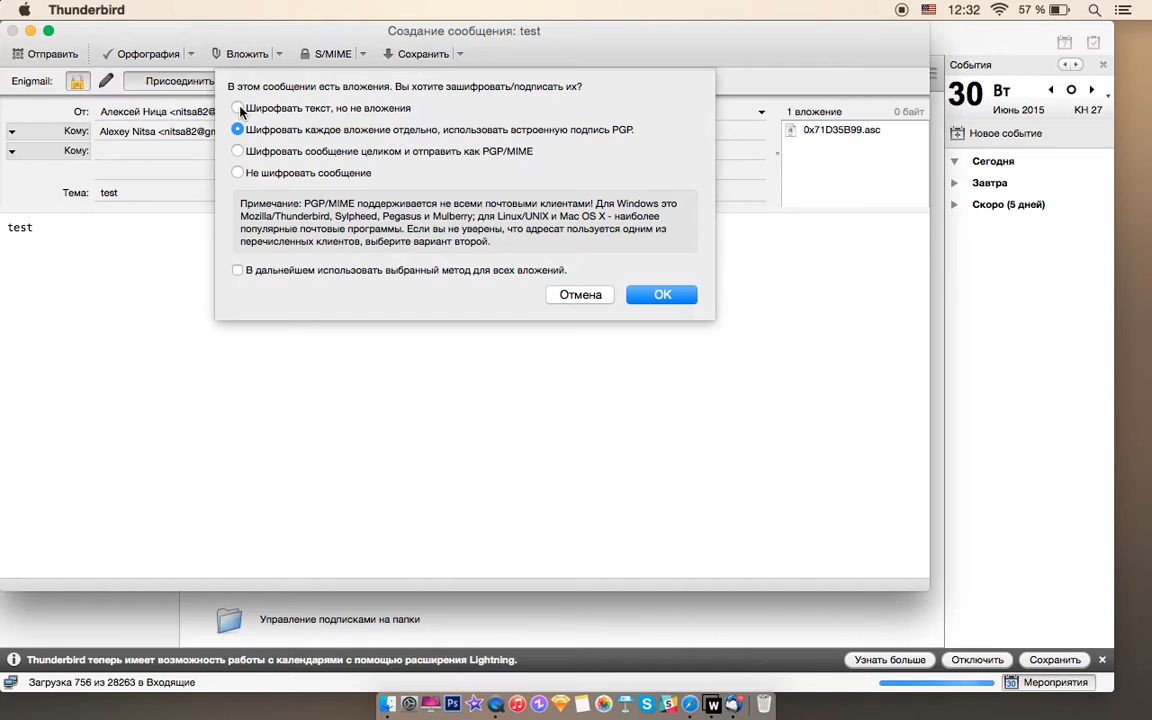 Thunderbird
12:32
57 %
Создание сообщения: test
Отправить
Орфография
Вложить
S/MIME
Сохранить
Enigmail:
Присоединить
В этом сообщении есть вложения. Вы хотите зашифровать/подписать их?
Широфвать текст, но не вложения
Шифровать каждое вложение отдельно, использовать встроенную подпись PGP.
Шифровать сообщение целиком и отправить как PGP/MIME
Не шифровать сообщение
Примечание: PGP/MIME поддерживается не всеми почтовыми клиентами! Для Windows это
Mozilla/Thunderbird, Sylpheed, Pegasus и Mulberry; для Linux/UNIX и Mac OS X - наиболее
популярные почтовые программы. Если вы не уверены, что адресат пользуется одним из
перечисленных клиентов, выберите вариант второй.
В дальнейшем использовать выбранный метод для всех вложений.
Отмена
OK
От: Алексей Ница <nitsa82@
Кому: Alexey Nitsa <nitsa82@gm
Кому:
Тема: test
test
1 вложение
0 байт
0x71D35B99.asc
События
30 Вт
Июнь 2015
КН 27
Новое событие
Сегодня
Завтра
Скоро (5 дней)
Управление подписками на папки
Thunderbird теперь имеет возможность работы с календарями с помощью расширения Lightning.
Узнать больше
Отключить
Сохранить
Загрузка 756 из 28263 в Входящие
30 Мероприятия